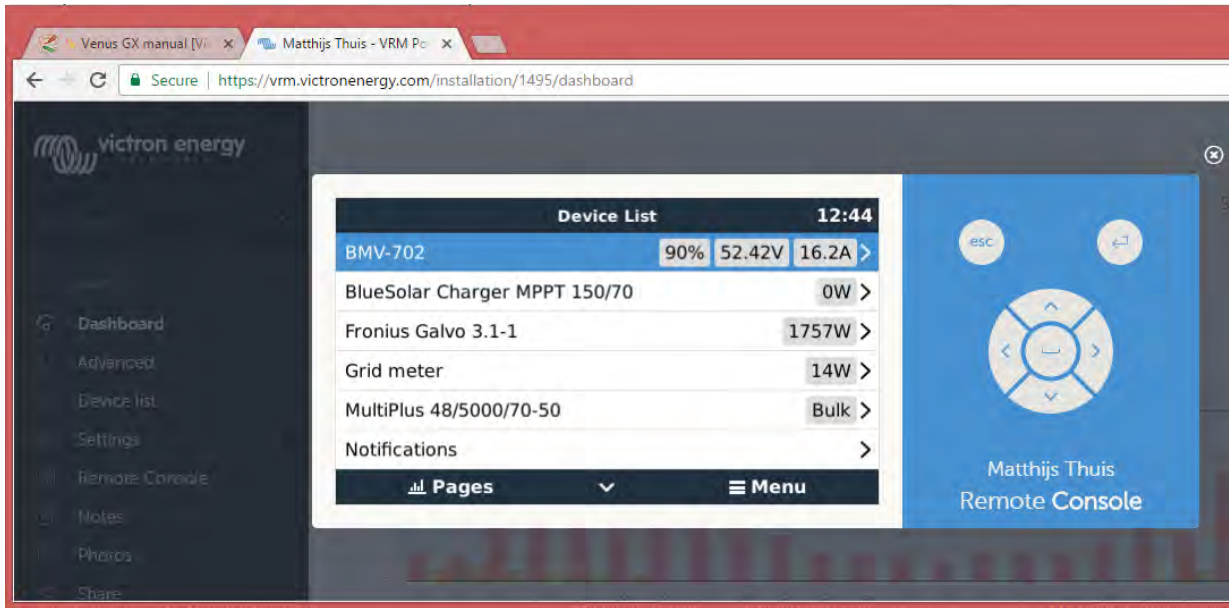 Venus GX manual [Vi
Matthijs Thuis - VRM Po
Secure | https://vrm.victronenergy.com/installation/1495/dashboard
victron energy
Device List 12:44
BMV-702 90% 52.42V 16.2A
BlueSolar Charger MPPT 150/70 0W
Fronius Galvo 3.1-1 1757W
Grid meter 14W
MultiPlus 48/5000/70-50 Bulk
Notifications
Pages Menu
esc
Matthijs Thuis
Remote Console
Dashboard
Advanced
Device list
Settings
Remote Console
Notes
Photos
Share